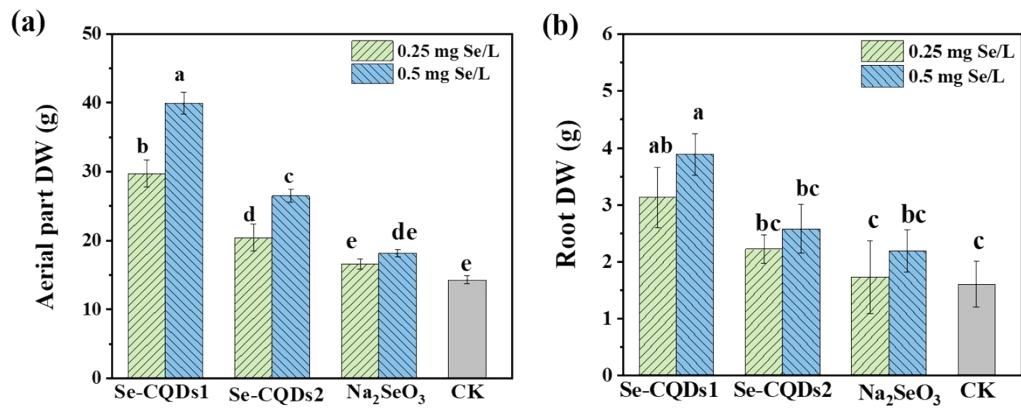 (a)
50
40
30
20
10
0
Aerial part DW (g)
0.25 mg Se/L
0.5 mg Se/L
a
b
c
d
e
de
e
Se-CQDs1 Se-CQDs2 Na₂SeO₃ CK
(b)
6
5
4
3
2
1
0
Root DW (g)
0.25 mg Se/L
0.5 mg Se/L
a
ab
bc
bc
c
bc
c
Se-CQDs1 Se-CQDs2 Na₂SeO₃ CK